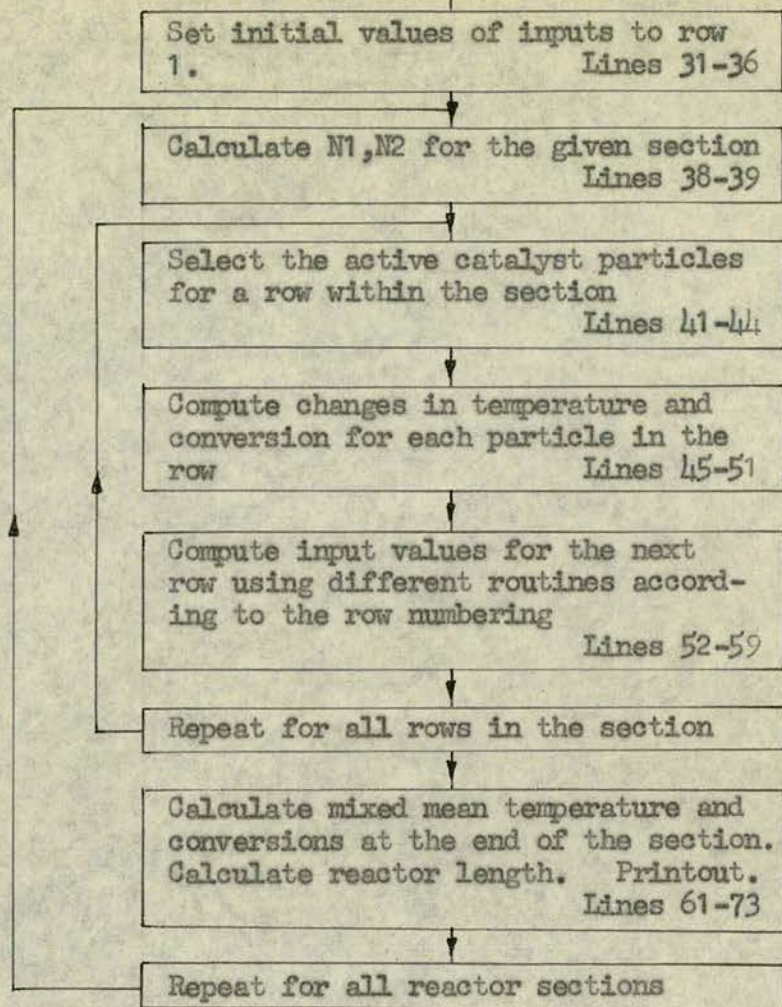 Set initial values of inputs to row
1. Lines 31-36
Calculate N1,N2 for the given section
Lines 38-39
Select the active catalyst particles
for a row within the section
Lines 41-44
Compute changes in temperature and
conversion for each particle in the
row Lines 45-51
Compute input values for the next
row using different routines accord-
ing to the row numbering
Lines 52-59
Repeat for all rows in the section
Calculate mixed mean temperature and
conversions at the end of the section.
Calculate reactor length. Printout.
Lines 61-73
Repeat for all reactor sections